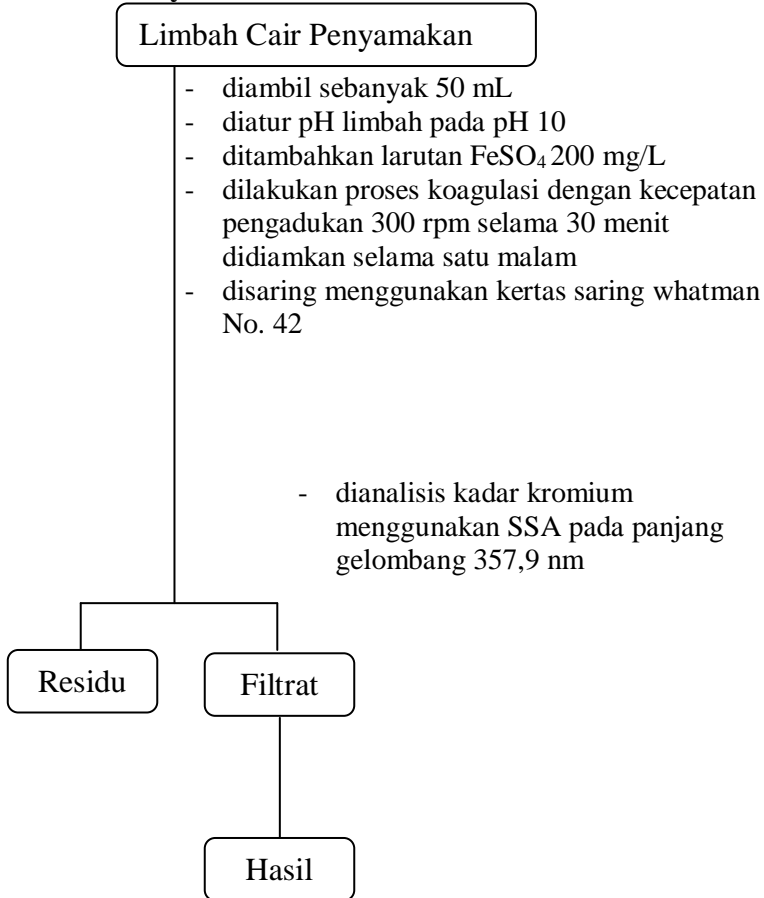 Limbah Cair Penyamakan
- diambil sebanyak 50 mL
- diatur pH limbah pada pH 10
- ditambahkan larutan FeSO₄ 200 mg/L
- dilakukan proses koagulasi dengan kecepatan
pengadukan 300 rpm selama 30 menit
didiamkan selama satu malam
- disaring menggunakan kertas saring whatman
No. 42
- dianalisis kadar kromium
menggunakan SSA pada panjang
gelombang 357,9 nm
Residu
Filtrat
Hasil